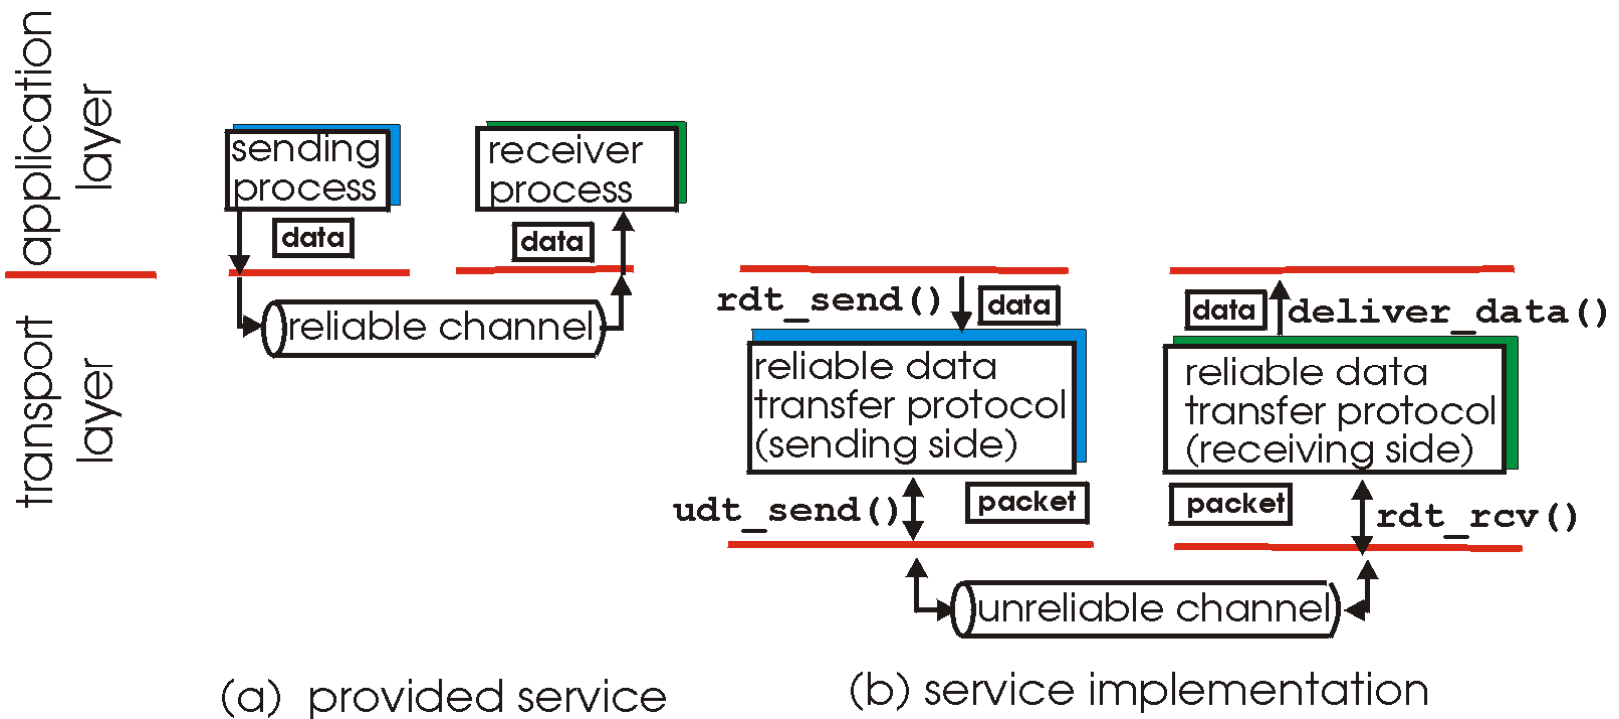 application
layer
transport
layer
sending
process
data
receiver
process
data
reliable channel
(a) provided service
rdt_send()
data
reliable data
transfer protocol
(sending side)
udt_send()
packet
data
deliver_data()
reliable data
transfer protocol
(receiving side)
packet
rdt_rcv()
unreliable channel
(b) service implementation